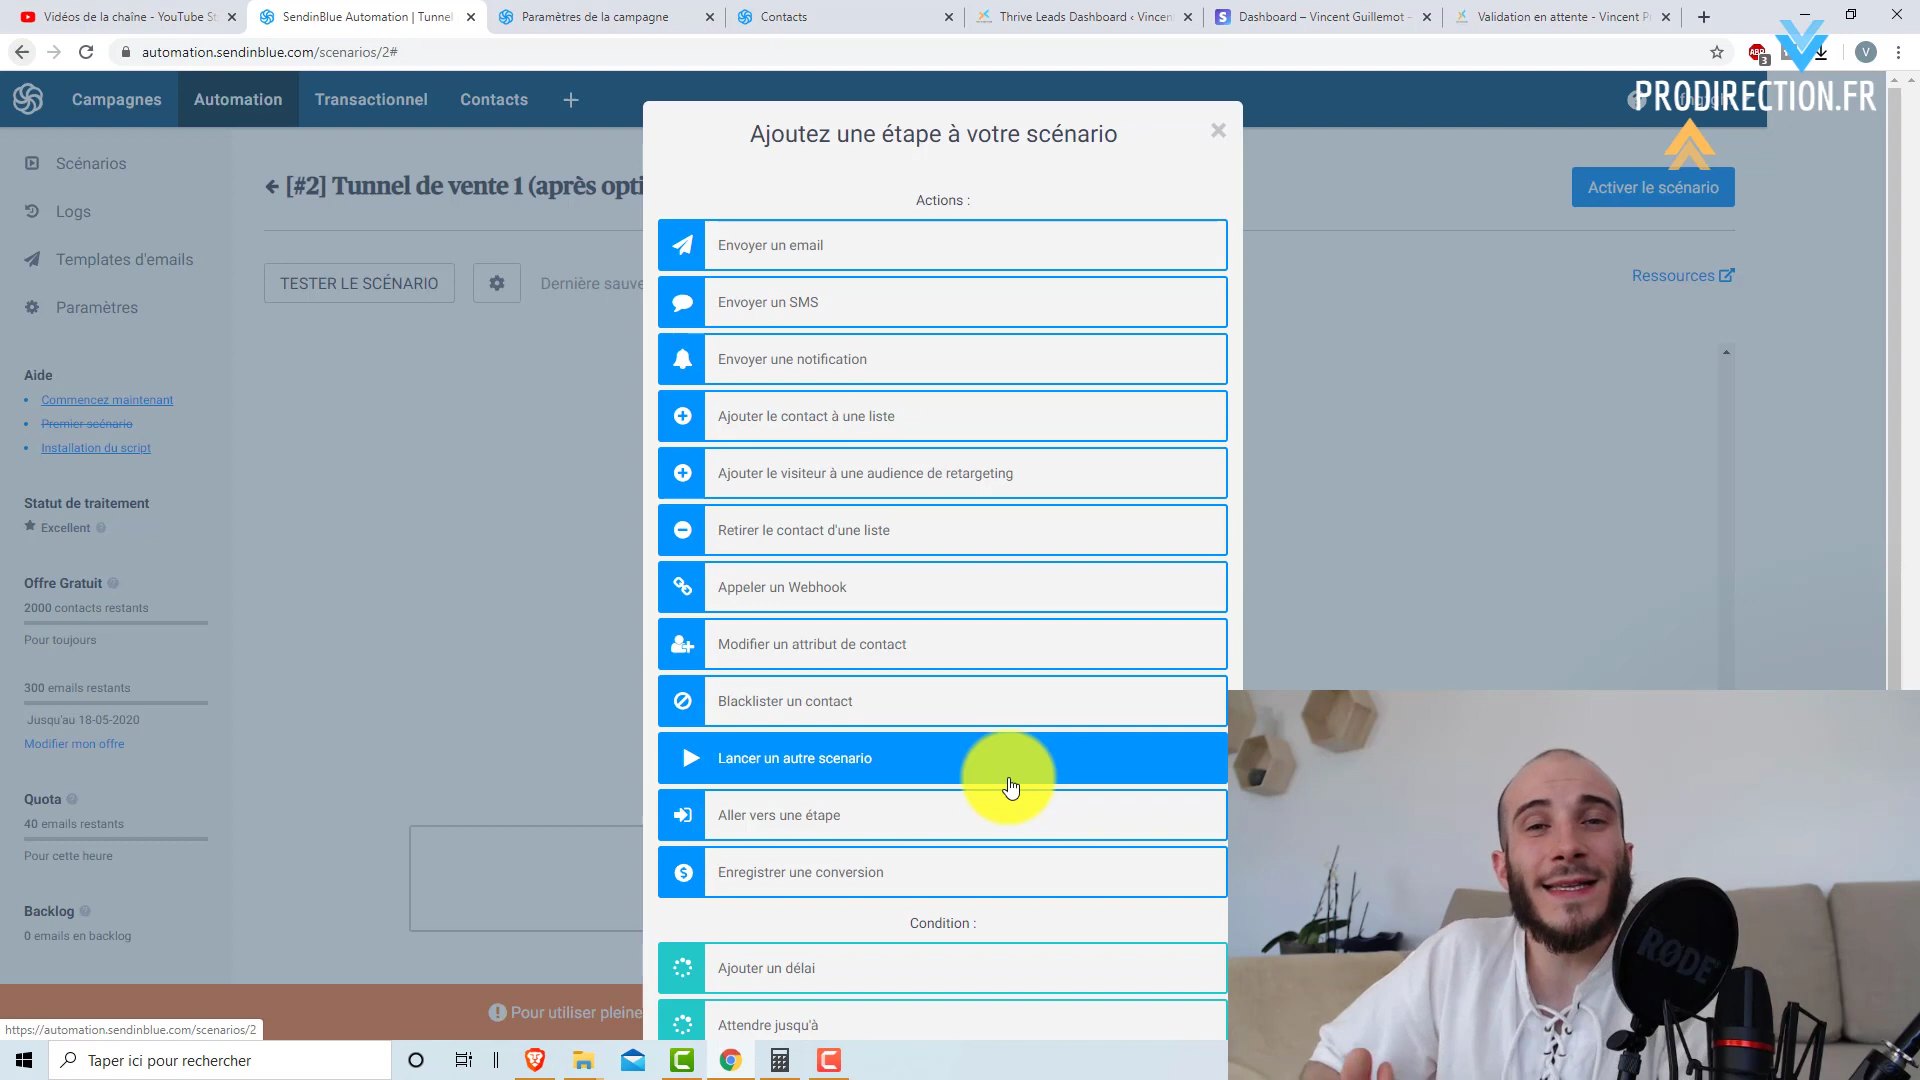 Vidéos de la chaîne - YouTube St
SendinBlue Automation | Tunnel
Paramètres de la campagne
Contacts
Thrive Leads Dashboard ‹ Vincen
Dashboard – Vincent Guillemot -
Validation en attente - Vincent P
automation.sendinblue.com/scenarios/2#
ABP
3
V
PRODIRECTION.FR
Campagnes
Automation
Transactionnel
Contacts
Scénarios
Logs
Templates d'emails
Paramètres
Aide
Commencez maintenant
Premier scénario
Installation du script
Statut de traitement
Excellent
Offre Gratuit
2000 contacts restants
Pour toujours
300 emails restants
Jusqu'au 18-05-2020
Modifier mon offre
Quota
40 emails restants
Pour cette heure
Backlog
0 emails en backlog
[#2] Tunnel de vente 1 (après opti
Activer le scénario
TESTER LE SCÉNARIO
Dernière sauve
Ressources
Ajoutez une étape à votre scénario
Actions :
Envoyer un email
Envoyer un SMS
Envoyer une notification
Ajouter le contact à une liste
Ajouter le visiteur à une audience de retargeting
Retirer le contact d'une liste
Appeler un Webhook
Modifier un attribut de contact
Blacklister un contact
Lancer un autre scenario
Aller vers une étape
Enregistrer une conversion
Condition :
Ajouter un délai
Attendre jusqu'à
Pour utiliser pleine
https://automation.sendinblue.com/scenarios/2
Taper ici pour rechercher
RØDE